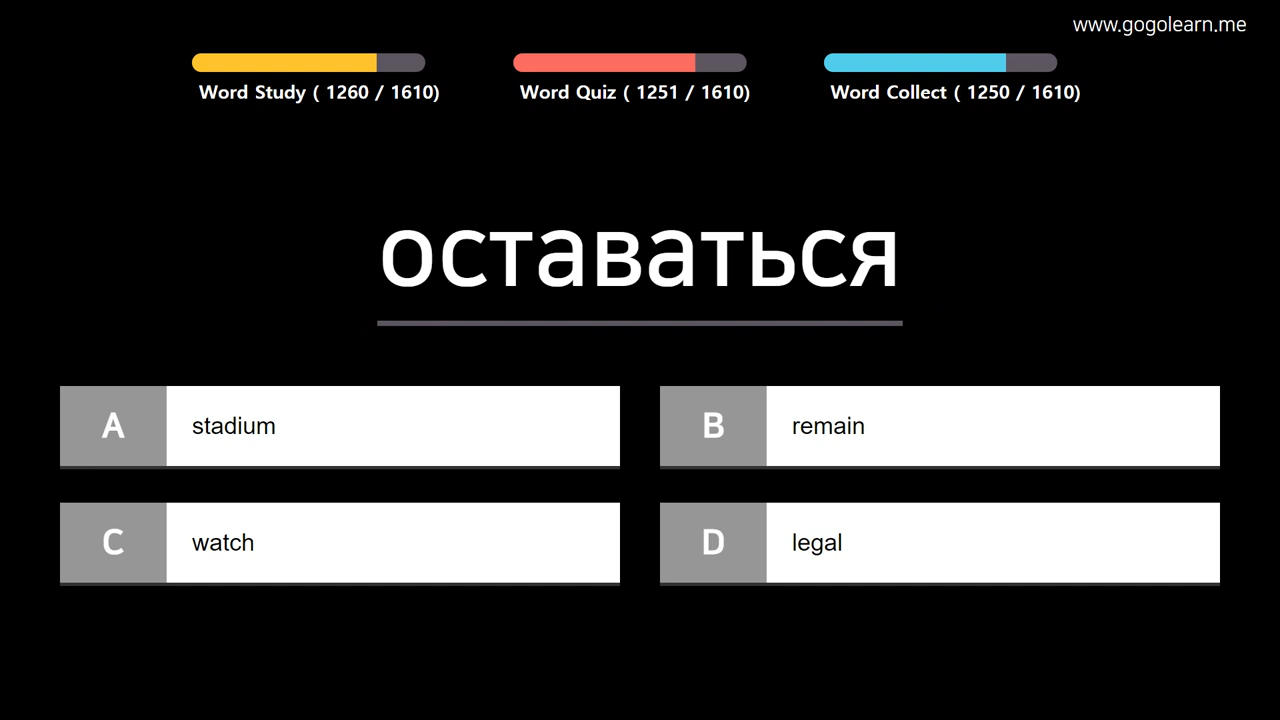 www.gogolearn.me
Word Study ( 1260 / 1610)
Word Quiz ( 1251 / 1610)
Word Collect ( 1250 / 1610)
оставаться
A stadium
B remain
C watch
D legal